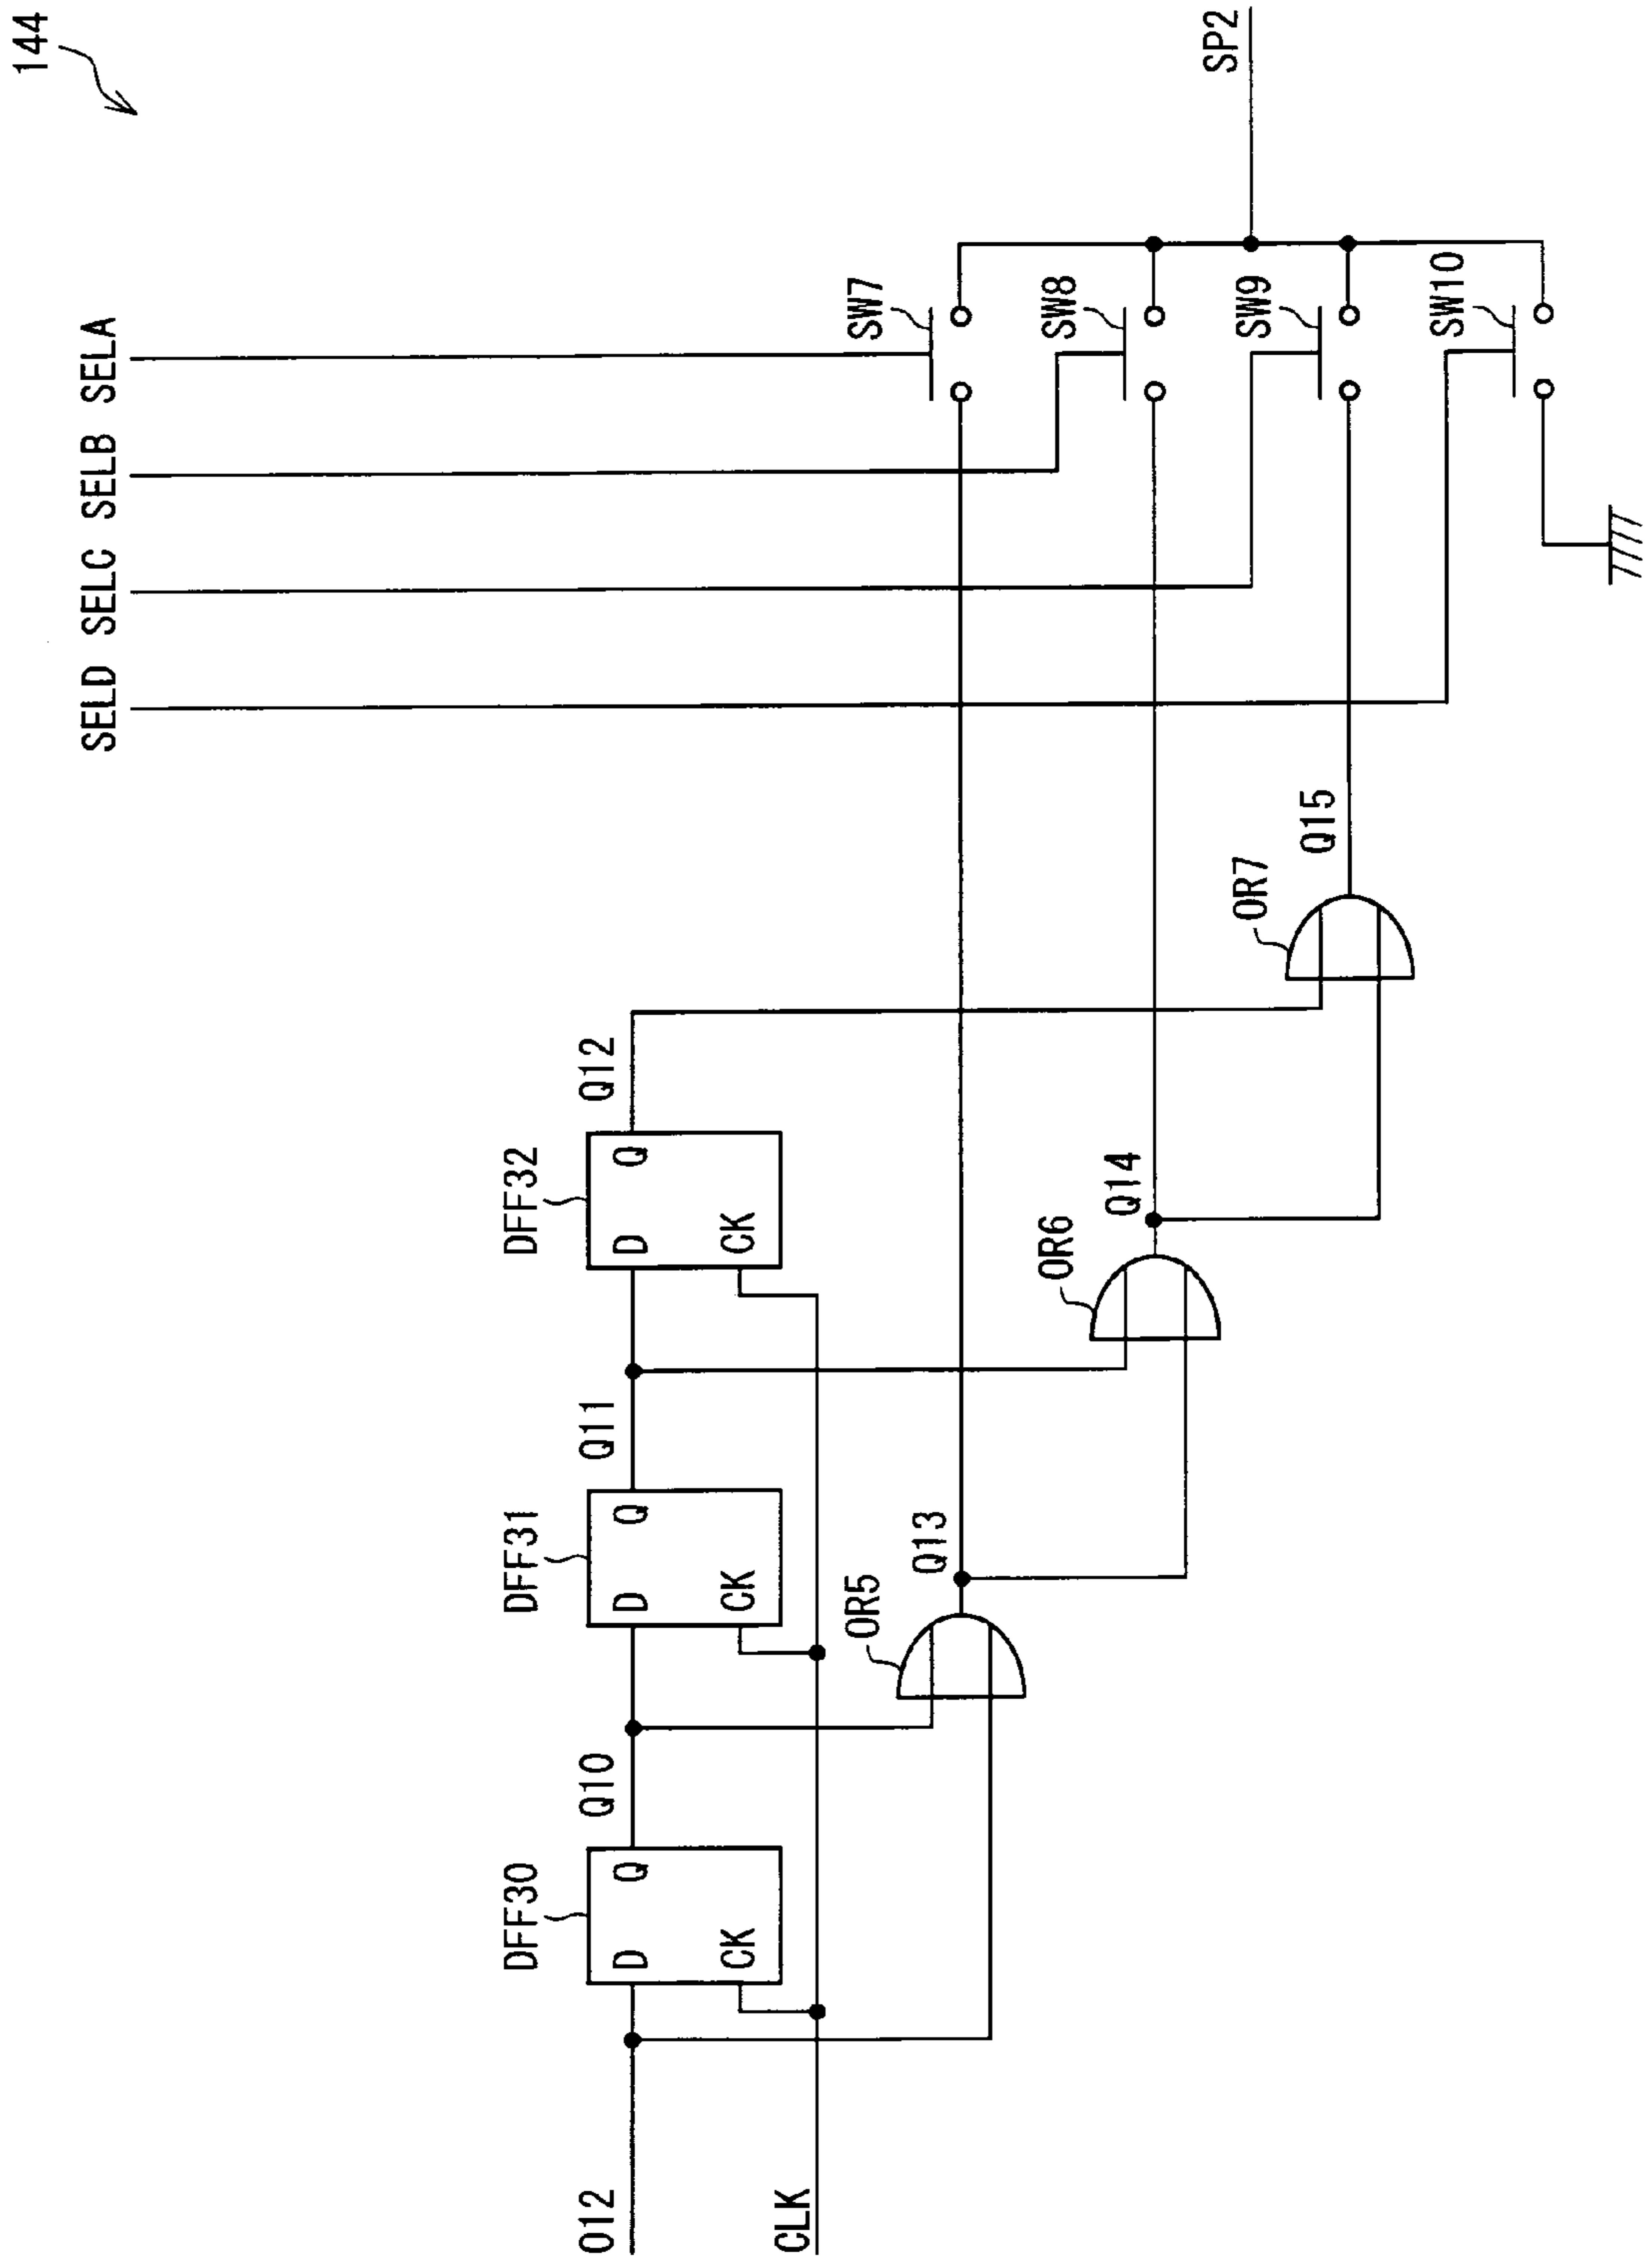 144
SELD SELC SELB SELA
DFF30
DFF31
DFF32
O12
D
Q
CK
Q10
D
Q
CK
Q11
D
Q
CK
Q12
CLK
OR5
Q13
SW7
OR6
Q14
SW8
SP2
OR7
Q15
SW9
SW10